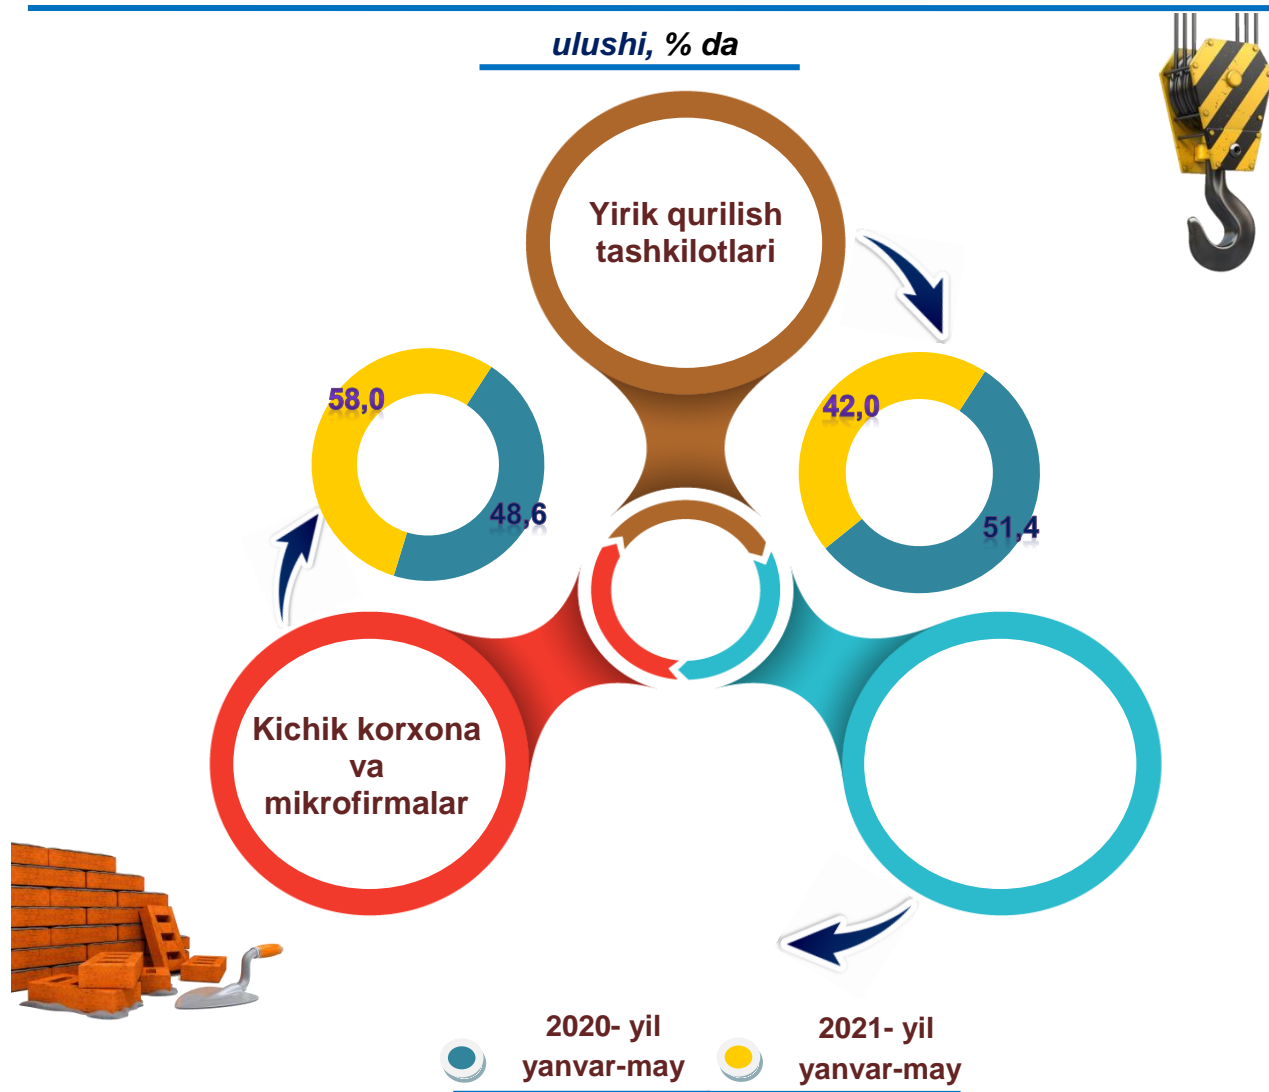 ulushi, % da
Yirik qurilish
tashkilotlari
58,0
42,0
48,6
51,4
Kichik korxona
va
mikrofirmalar
2020- yil
yanvar-may
2021- yil
yanvar-may